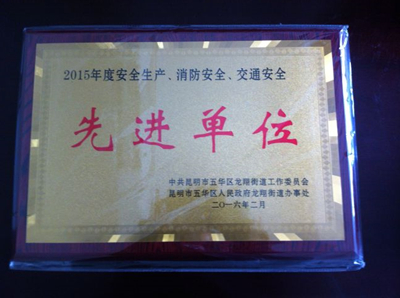 2015年度安全生产、消防安全、交通安全
先进单位
中共昆明市五华区龙翔街道工作委员会
昆明市五华区人民政府龙翔街道办事处
二〇一六年二月